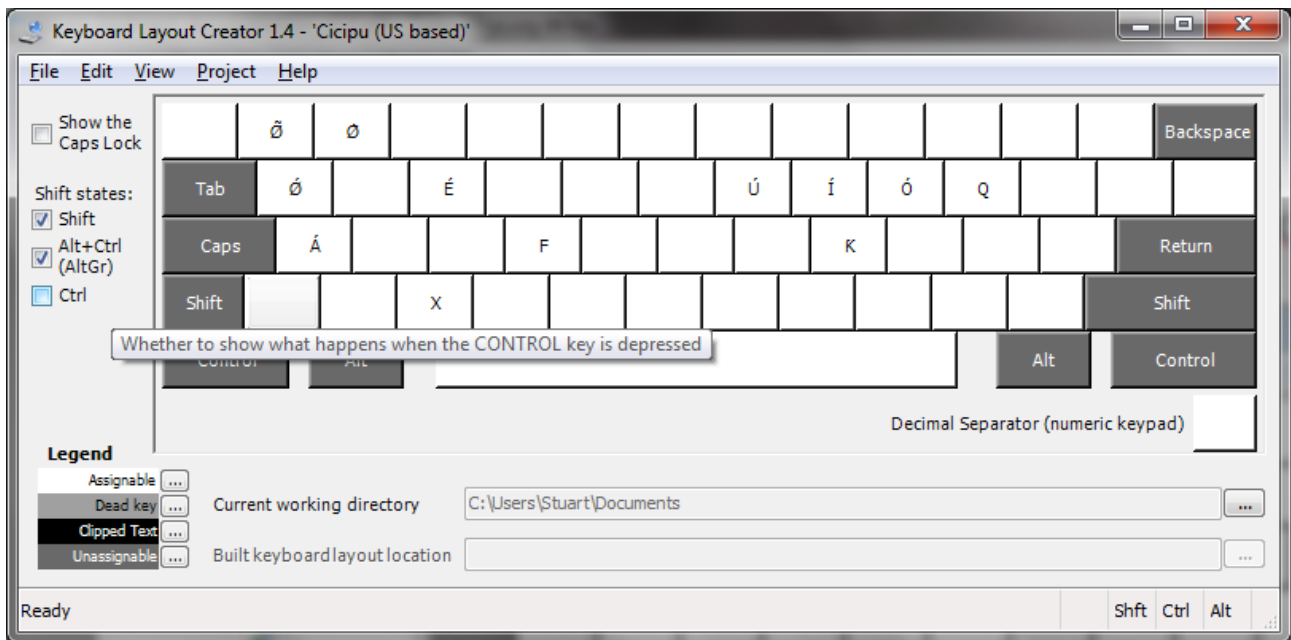 Keyboard Layout Creator 1.4 - 'Cicipu (US based)'
File Edit View Project Help
Show the
Caps Lock
Shift states:
Shift
Alt+Ctrl
(AltGr)
Ctrl
Õ̷ Ø Backspace
Tab Ǿ É Ú Í Ó Q
Caps Á F K Return
Shift X Shift
Whether to show what happens when the CONTROL key is depressed
Control Alt Alt Control
Decimal Separator (numeric keypad)
Legend
Assignable ...
Dead key ...
Clipped Text ...
Unassignable ...
Current working directory C:\Users\Stuart\Documents ...
Built keyboard layout location ...
Ready Shft Ctrl Alt